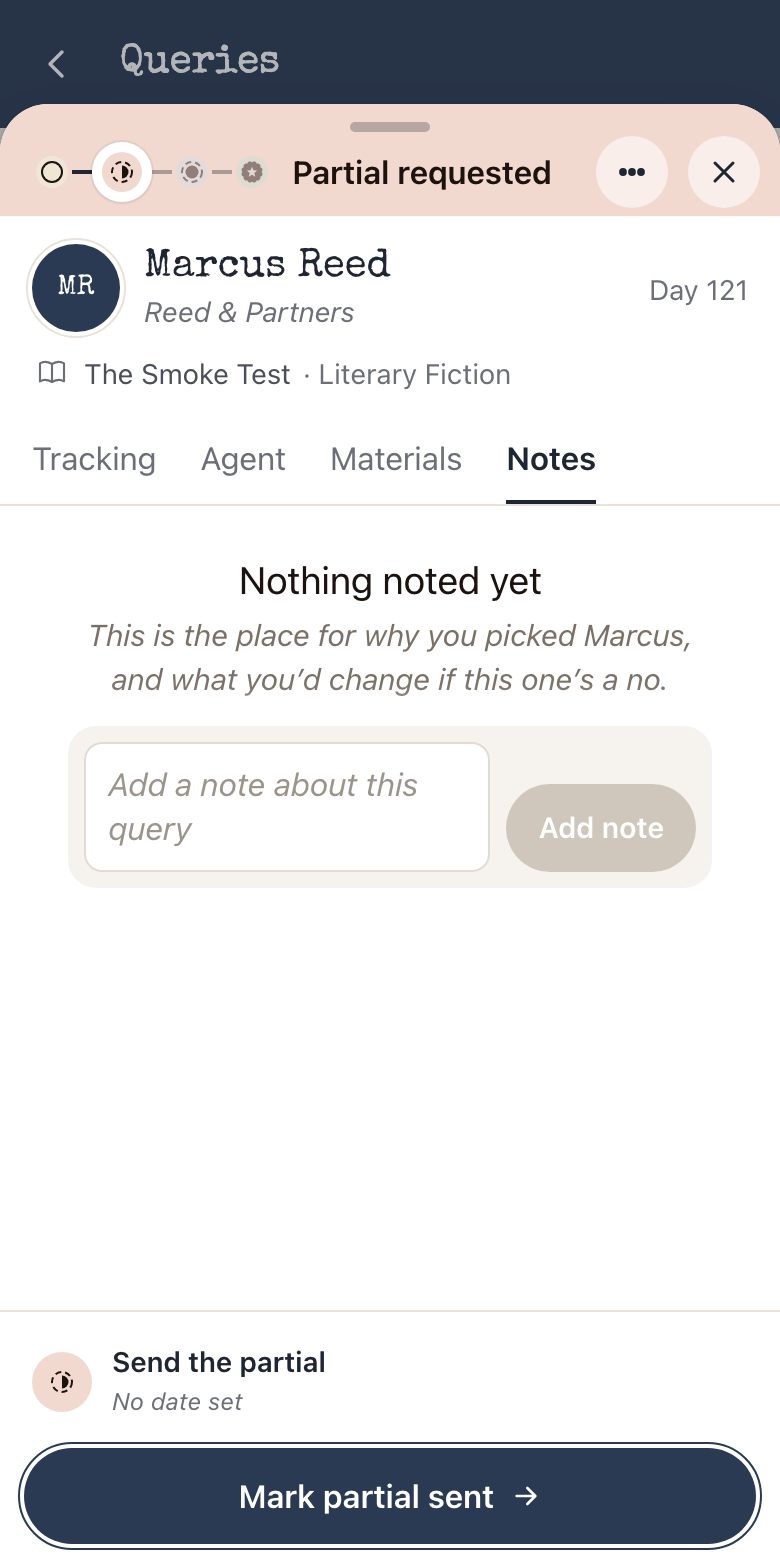 Queries
Partial requested
MR
Marcus Reed
Reed & Partners
Day 121
The Smoke Test · Literary Fiction
Tracking Agent Materials Notes
Nothing noted yet
This is the place for why you picked Marcus,
and what you’d change if this one’s a no.
Add a note about this
query
Add note
Send the partial
No date set
Mark partial sent →